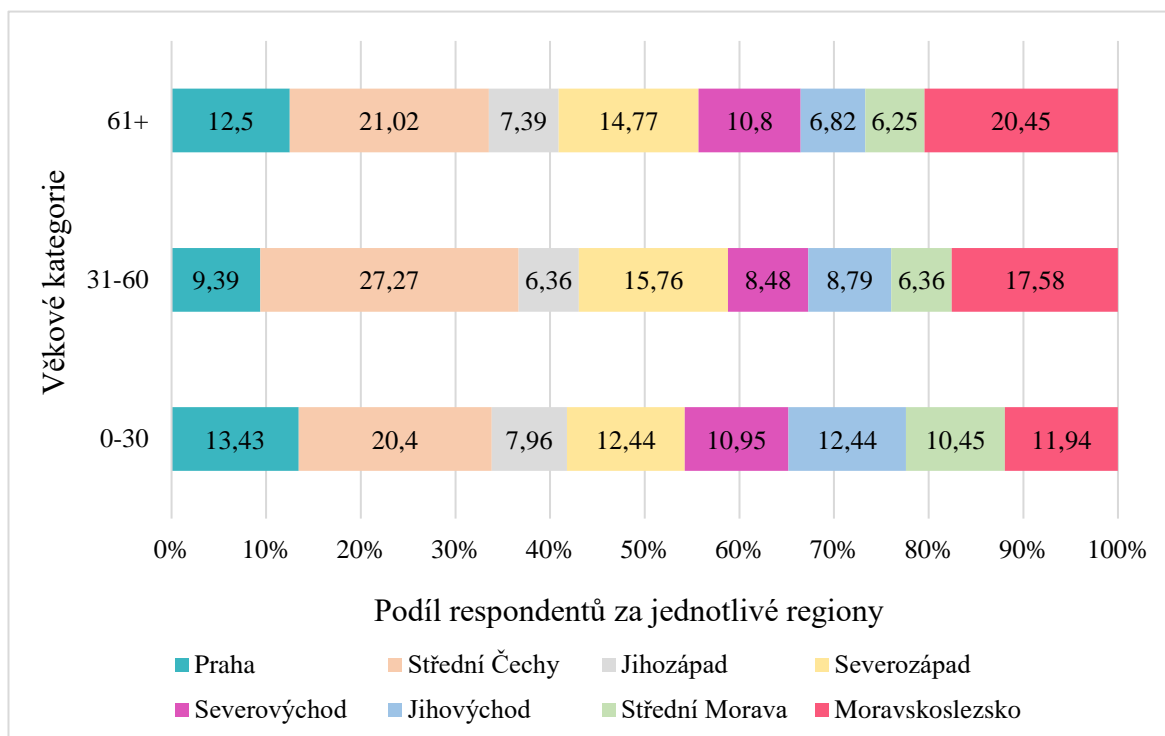 61+
12,5 21,02 7,39 14,77 10,8 6,82 6,25 20,45
31-60
9,39 27,27 6,36 15,76 8,48 8,79 6,36 17,58
0-30
13,43 20,4 7,96 12,44 10,95 12,44 10,45 11,94
Věkové kategorie
0% 10% 20% 30% 40% 50% 60% 70% 80% 90% 100%
Podíl respondentů za jednotlivé regiony
Praha Střední Čechy Jihozápad Severozápad
Severovýchod Jihovýchod Střední Morava Moravskoslezsko